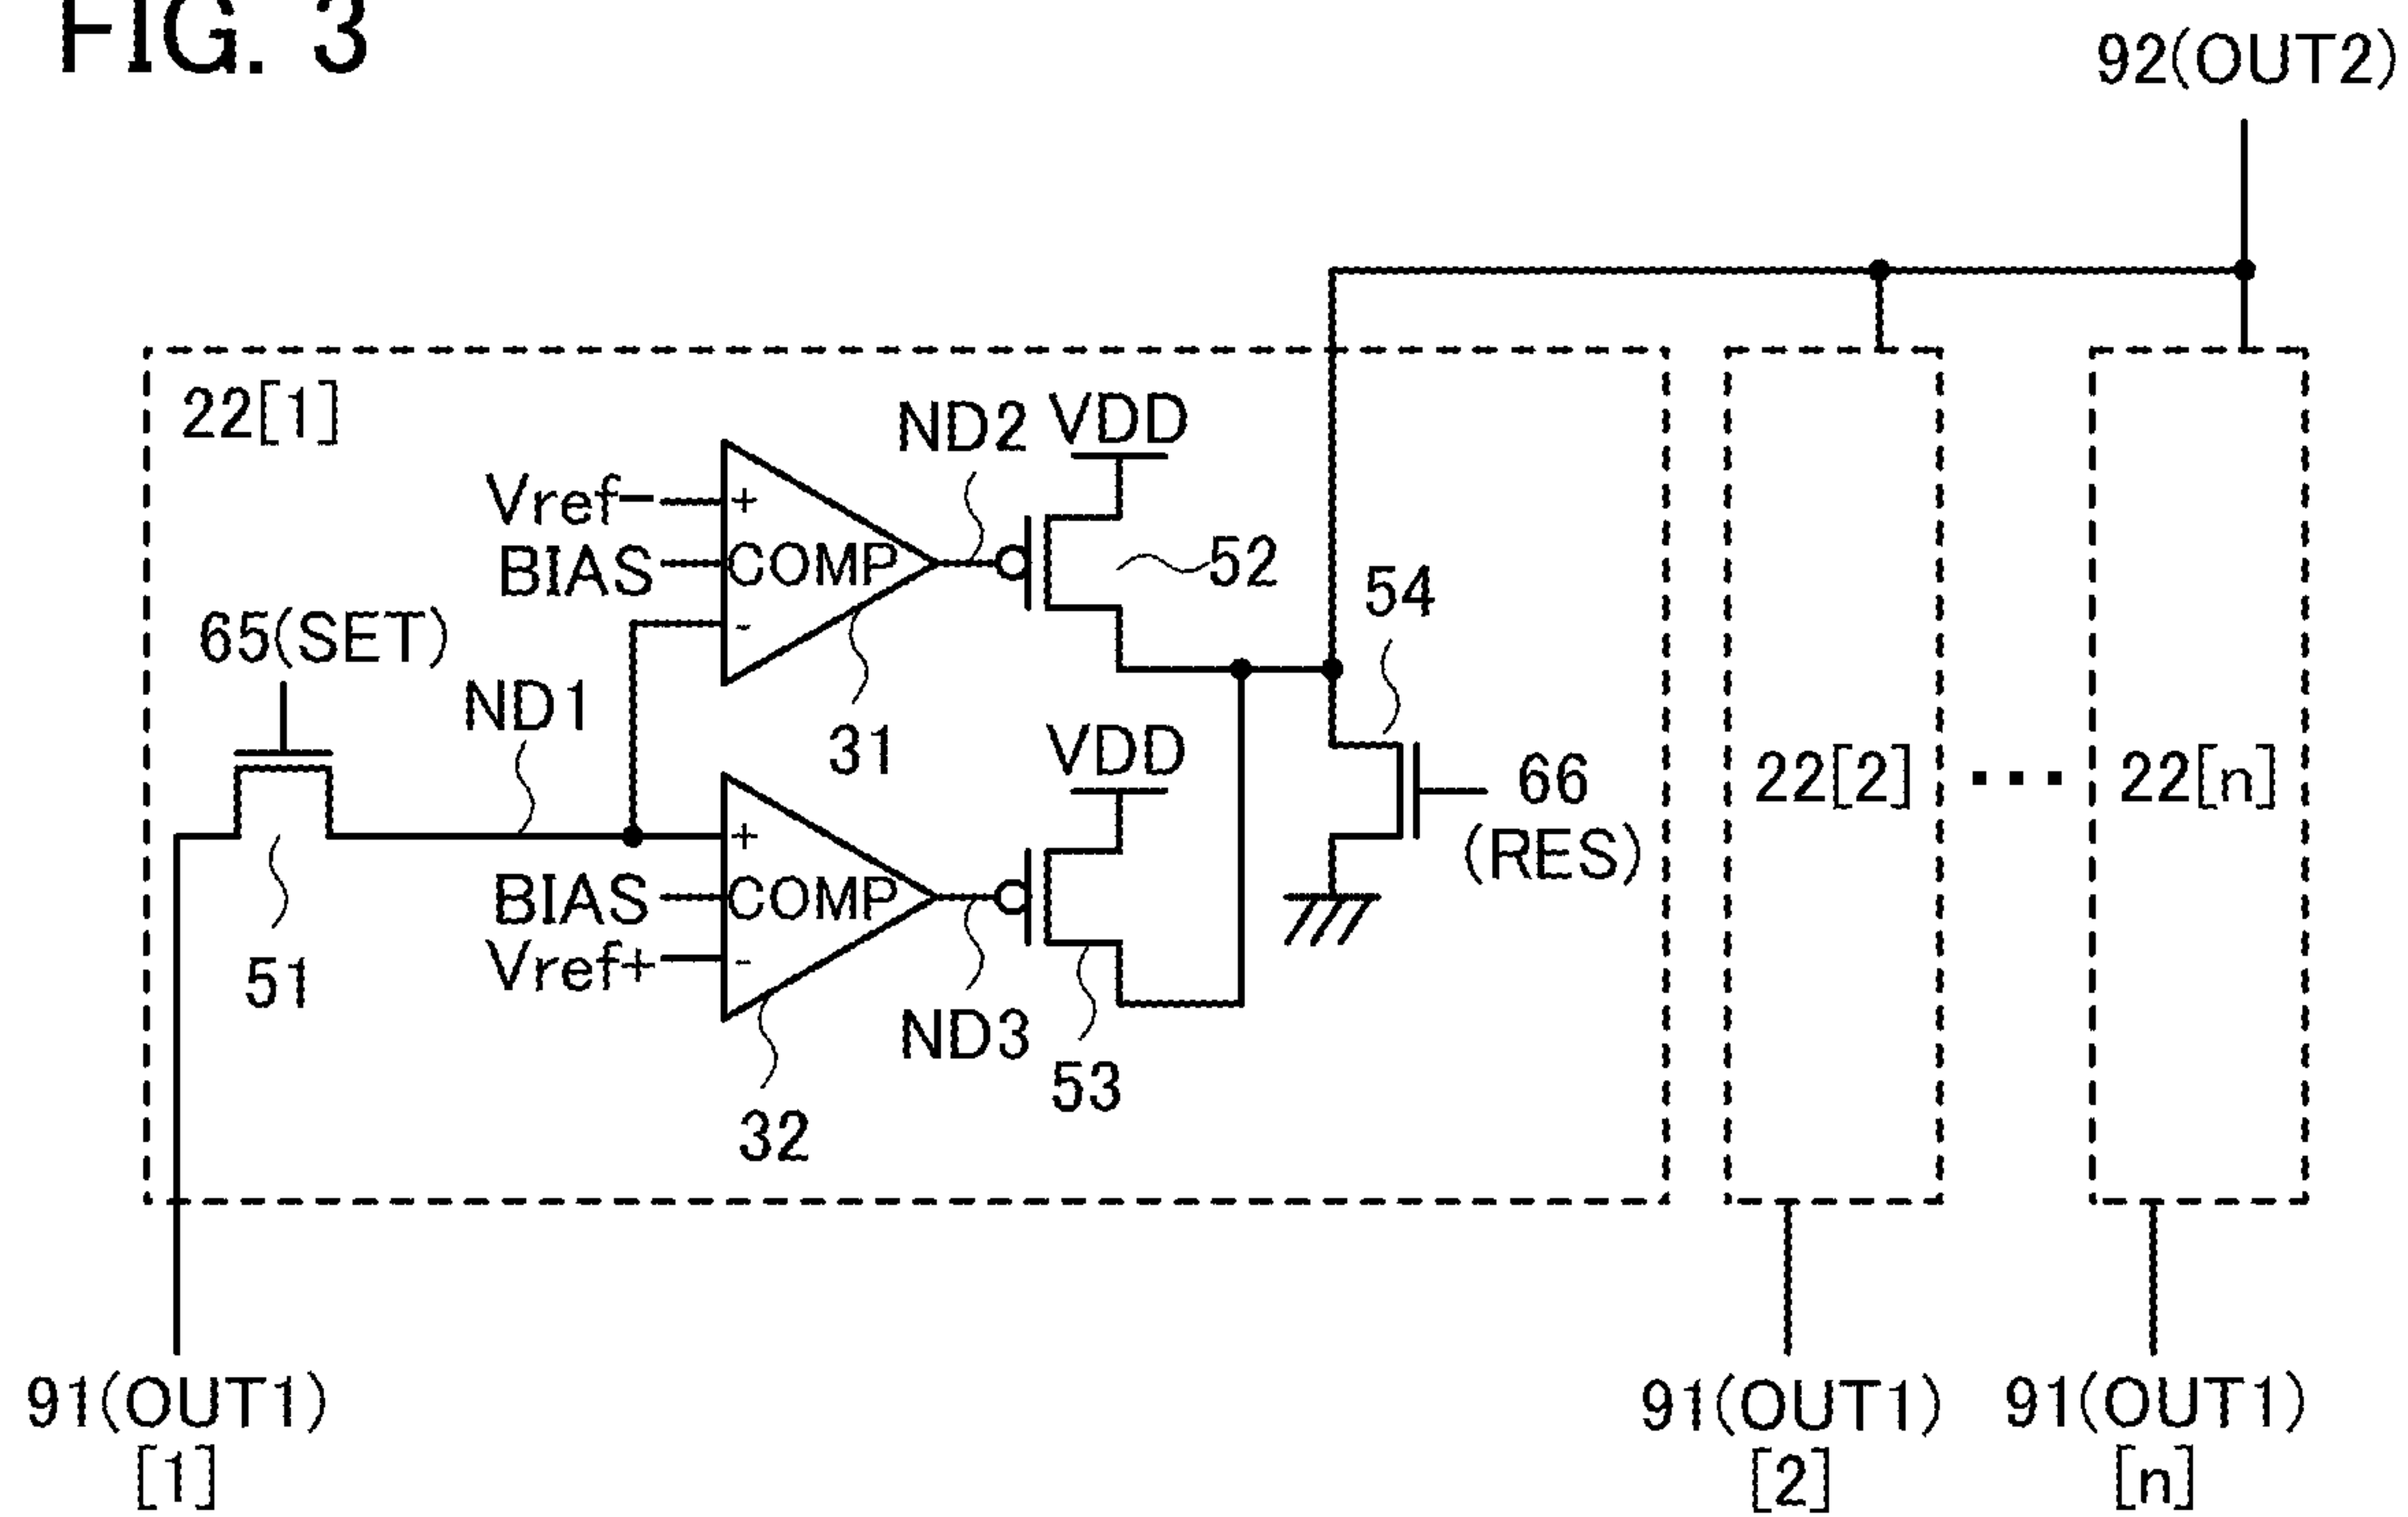 FIG. 3
92(OUT2)
22[1]
ND2 VDD
Vref−
+
BIAS
COMP
52
-
65(SET)
54
ND1
31
VDD
66
(RES)
22[2]
...
22[n]
+
BIAS
COMP
Vref+
-
51
ND3
53
32
91(OUT1)
[1]
91(OUT1)
[2]
91(OUT1)
[n]